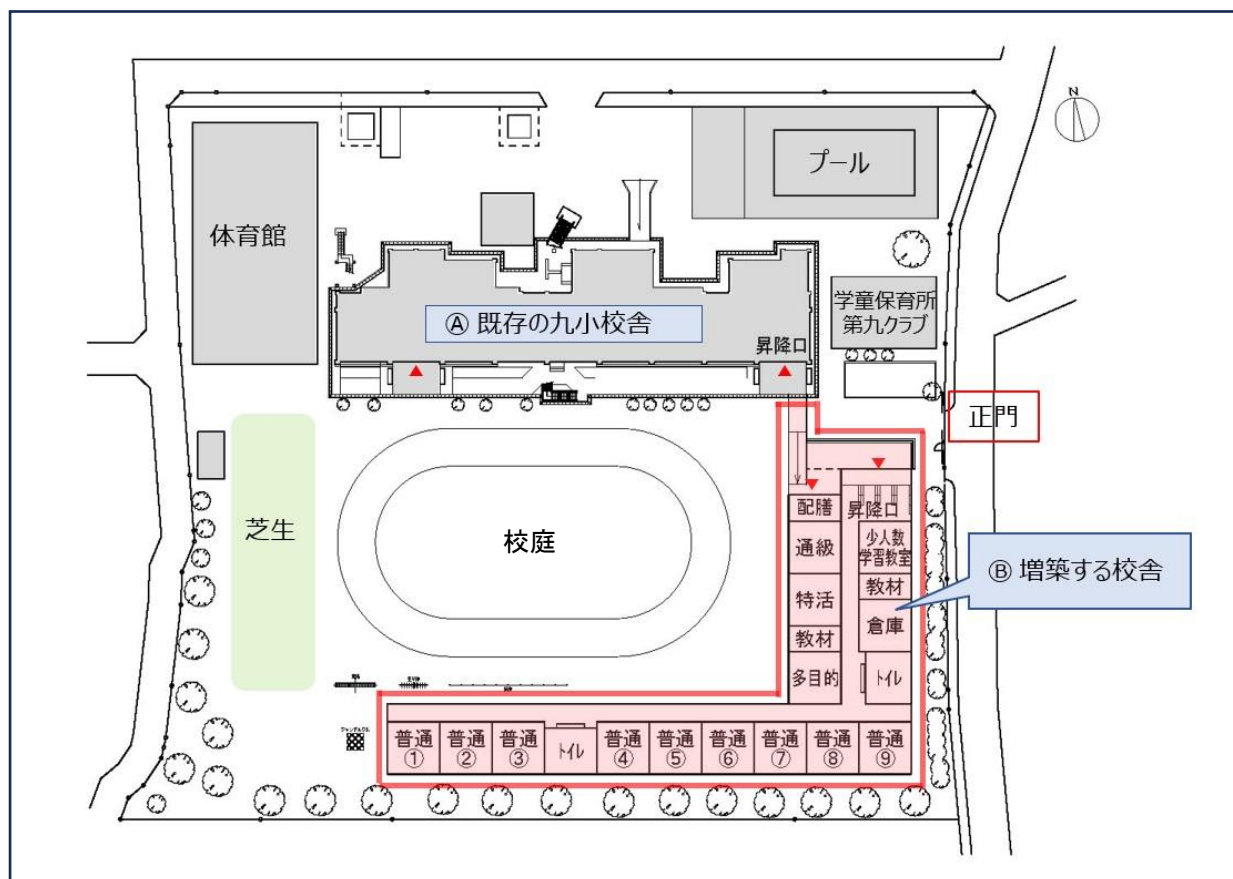 N
プール
体育館
学童保育所
第九クラブ
Ⓐ 既存の九小校舎
昇降口
正門
配膳
昇降口
芝生
校庭
通級
少人数
学習教室
Ⓑ 増築する校舎
特活
教材
倉庫
教材
多目的
トイレ
普通
①
普通
②
普通
③
トイレ
普通
④
普通
⑤
普通
⑥
普通
⑦
普通
⑧
普通
⑨